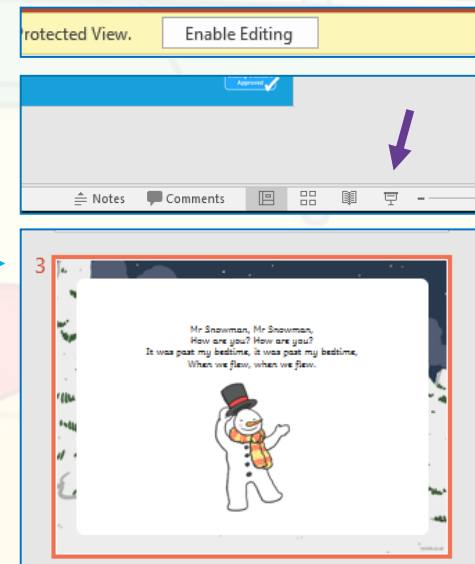 rotected View. Enable Editing
Approved
Notes Comments
3
Mr Snowman, Mr Snowman,
How are you? How are you?
It was past my bedtime, it was past my bedtime,
When we flew, when we flew.